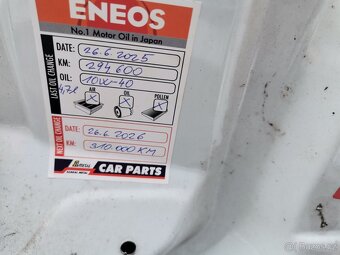 ENEOS
No.1 Motor Oil in Japan
LAST OIL CHANGE
DATE: 26.6.2025
KM: 294.600
OIL: 10W-40
4,7l
AIR OIL POLLEN
NEXT OIL CHANGE
DATE: 26.6.2026
KM: 310.000 KM
CAR PARTS